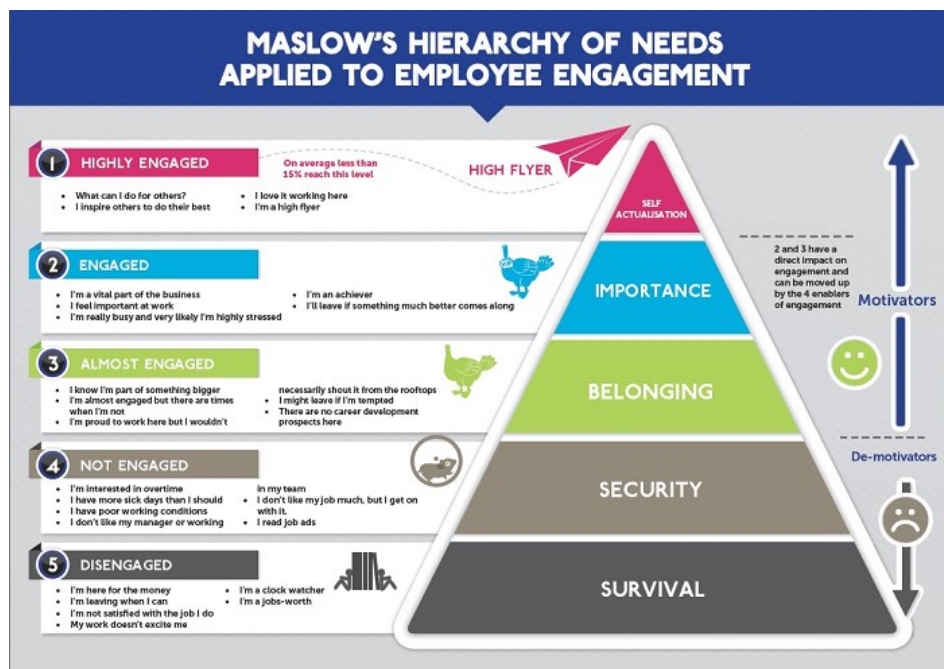 MASLOW'S HIERARCHY OF NEEDS
APPLIED TO EMPLOYEE ENGAGEMENT
1 HIGHLY ENGAGED
On average less than
15% reach this level
HIGH FLYER
• What can I do for others?
• I inspire others to do their best
• I love it working here
• I'm a high flyer
SELF
ACTUALISATION
2 ENGAGED
• I'm a vital part of the business
• I feel important at work
• I'm really busy and very likely I'm highly stressed
• I'm an achiever
• I'll leave if something much better comes along
IMPORTANCE
2 and 3 have a
direct impact on
engagement and
can be moved up
by the 4 enablers
of engagement
Motivators
3 ALMOST ENGAGED
• I know I'm part of something bigger
• I'm almost engaged but there are times
when I'm not
• I'm proud to work here but I wouldn't
necessarily shout it from the rooftops
• I might leave if I'm tempted
• There are no career development
prospects here
BELONGING
De-motivators
4 NOT ENGAGED
• I'm interested in overtime
• I have more sick days than I should
• I have poor working conditions
• I don't like my manager or working
in my team
• I don't like my job much, but I get on
with it.
• I read job ads
SECURITY
5 DISENGAGED
• I'm here for the money
• I'm leaving when I can
• I'm not satisfied with the job I do
• My work doesn't excite me
• I'm a clock watcher
• I'm a jobs-worth
SURVIVAL